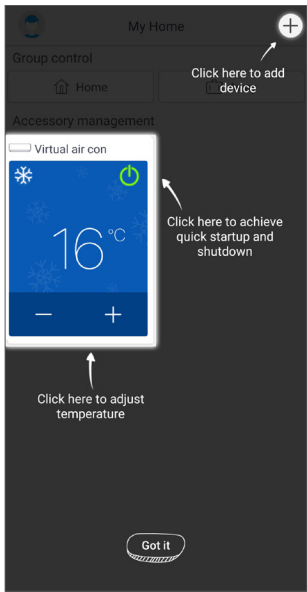 My Home
Click here to add
device
Group control
Home
Accessory management
Virtual air con
16°C
Click here to achieve
quick startup and
shutdown
− +
Click here to adjust
temperature
Got it